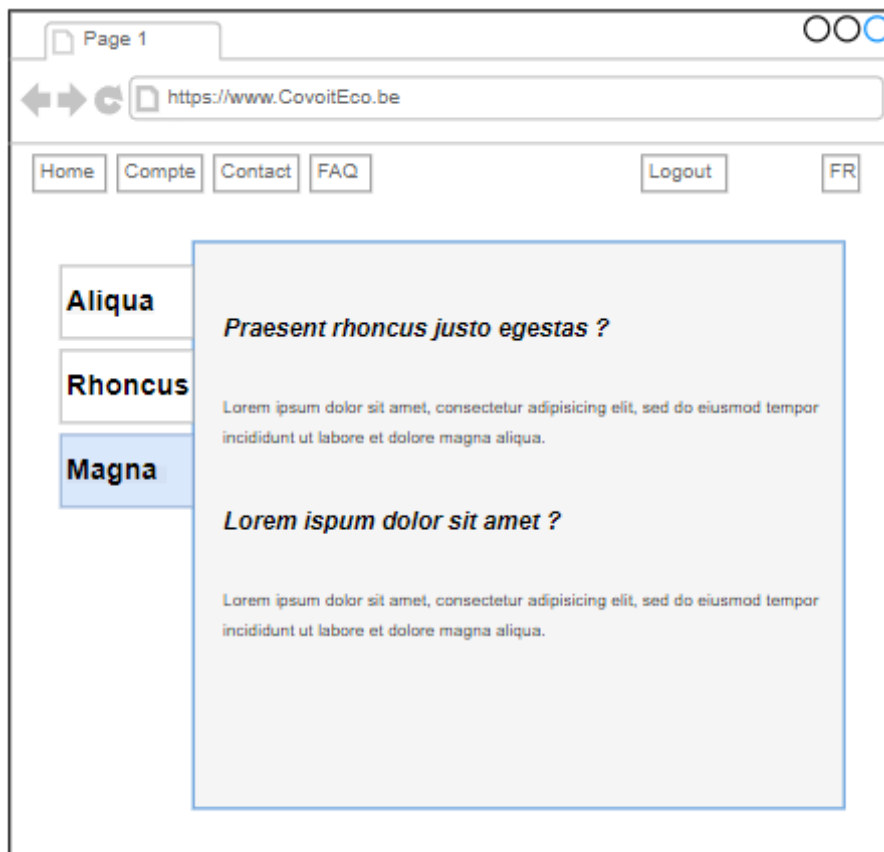 Page 1
https://www.CovoitEco.be
Home Compte Contact FAQ Logout FR
Aliqua
Rhoncus
Magna
Praesent rhoncus justo egestas ?
Lorem ipsum dolor sit amet, consectetur adipisicing elit, sed do eiusmod tempor
incididunt ut labore et dolore magna aliqua.
Lorem ispum dolor sit amet ?
Lorem ipsum dolor sit amet, consectetur adipisicing elit, sed do eiusmod tempor
incididunt ut labore et dolore magna aliqua.